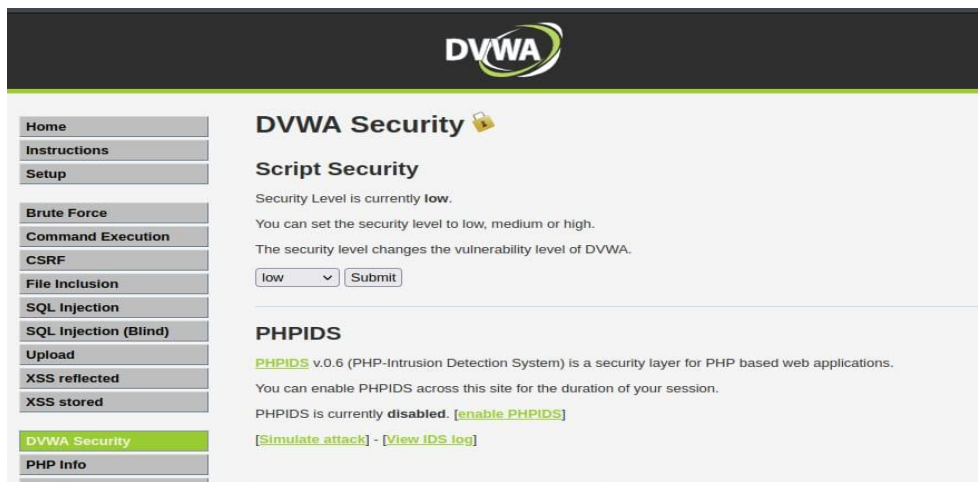 DVWA
Home
Instructions
Setup
Brute Force
Command Execution
CSRF
File Inclusion
SQL Injection
SQL Injection (Blind)
Upload
XSS reflected
XSS stored
DVWA Security
PHP Info
DVWA Security
Script Security
Security Level is currently low.
You can set the security level to low, medium or high.
The security level changes the vulnerability level of DVWA.
low Submit
PHPIDS
PHPIDS v.0.6 (PHP-Intrusion Detection System) is a security layer for PHP based web applications.
You can enable PHPIDS across this site for the duration of your session.
PHPIDS is currently disabled. [enable PHPIDS]
[Simulate attack] - [View IDS log]